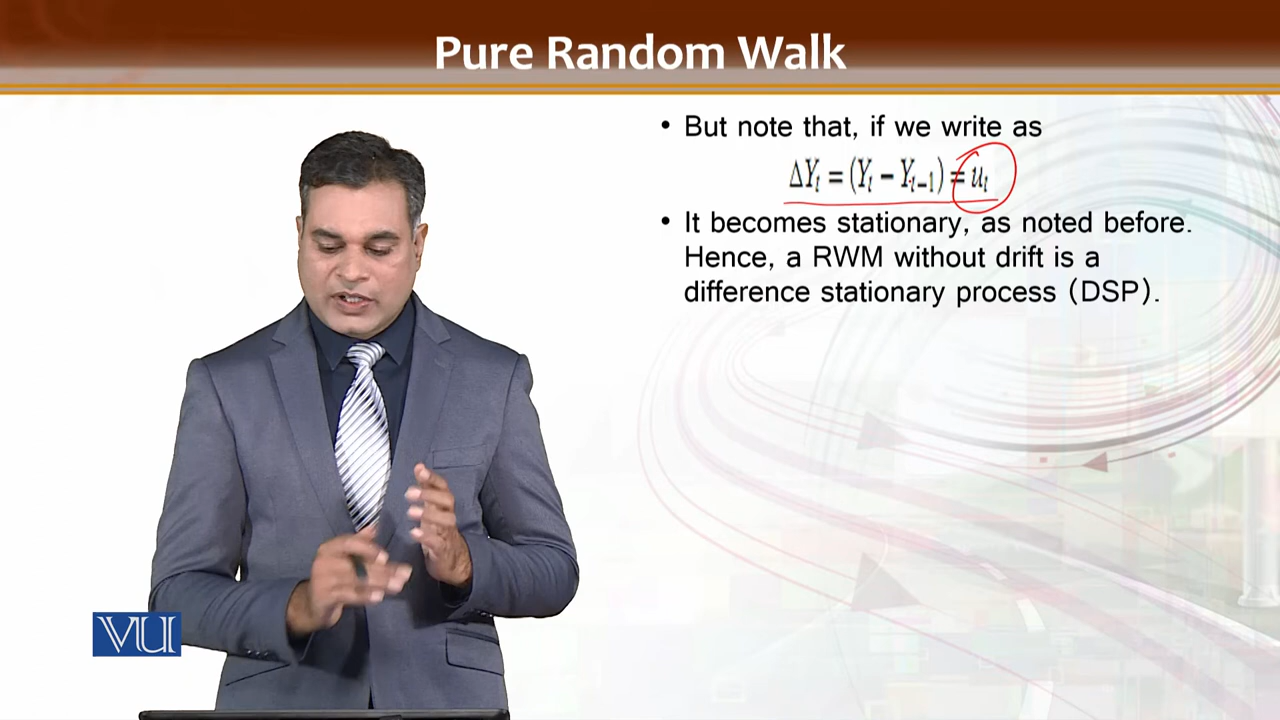 Pure Random Walk
• But note that, if we write as
ΔYₜ = (Yₜ − Yₜ₋₁) = uₜ
• It becomes stationary, as noted before.
Hence, a RWM without drift is a
difference stationary process (DSP).
VU